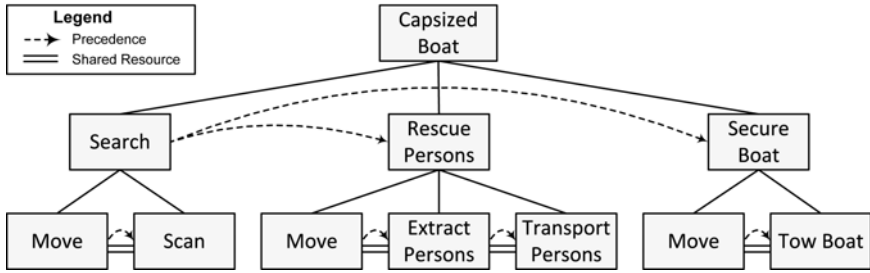 Legend
Precedence
Shared Resource
Capsized
Boat
Search
Rescue
Persons
Secure
Boat
Move
Scan
Move
Extract
Persons
Transport
Persons
Move
Tow Boat